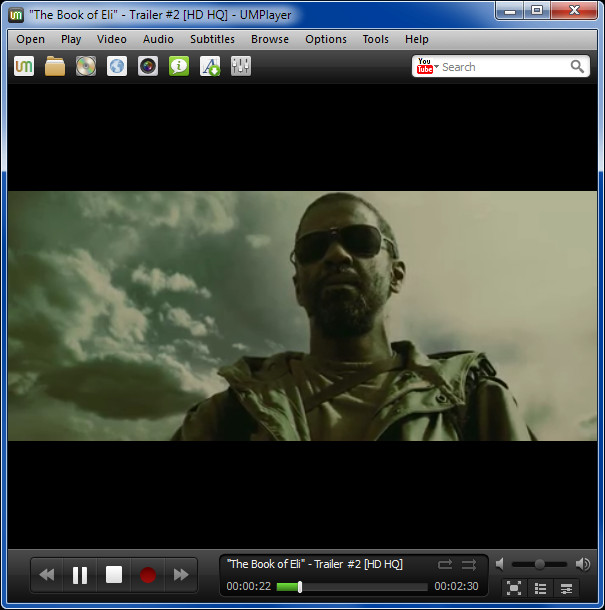 "The Book of Eli" - Trailer #2 [HD HQ] - UMPlayer
Open Play Video Audio Subtitles Browse Options Tools Help
UM You Tube Search
"The Book of Eli" - Trailer #2 [HD HQ]
00:00:22 00:02:30